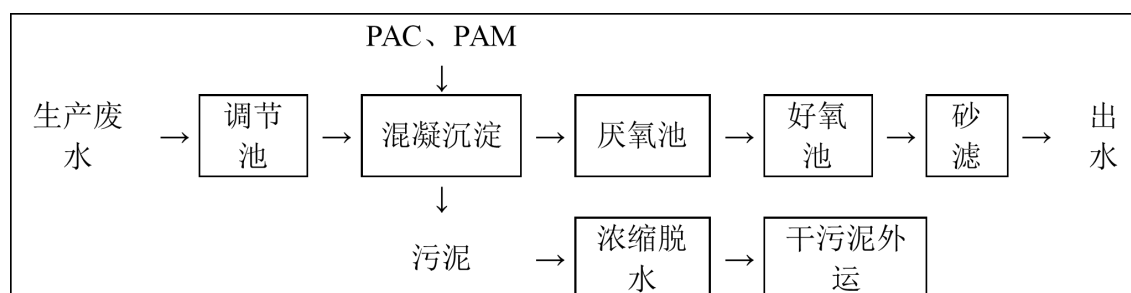 PAC、PAM
↓
生产废
水
→
调节
池
→
混凝沉淀
→
厌氧池
→
好氧
池
→
砂
滤
→
出
水
↓
污泥
→
浓缩脱
水
→
干污泥外
运